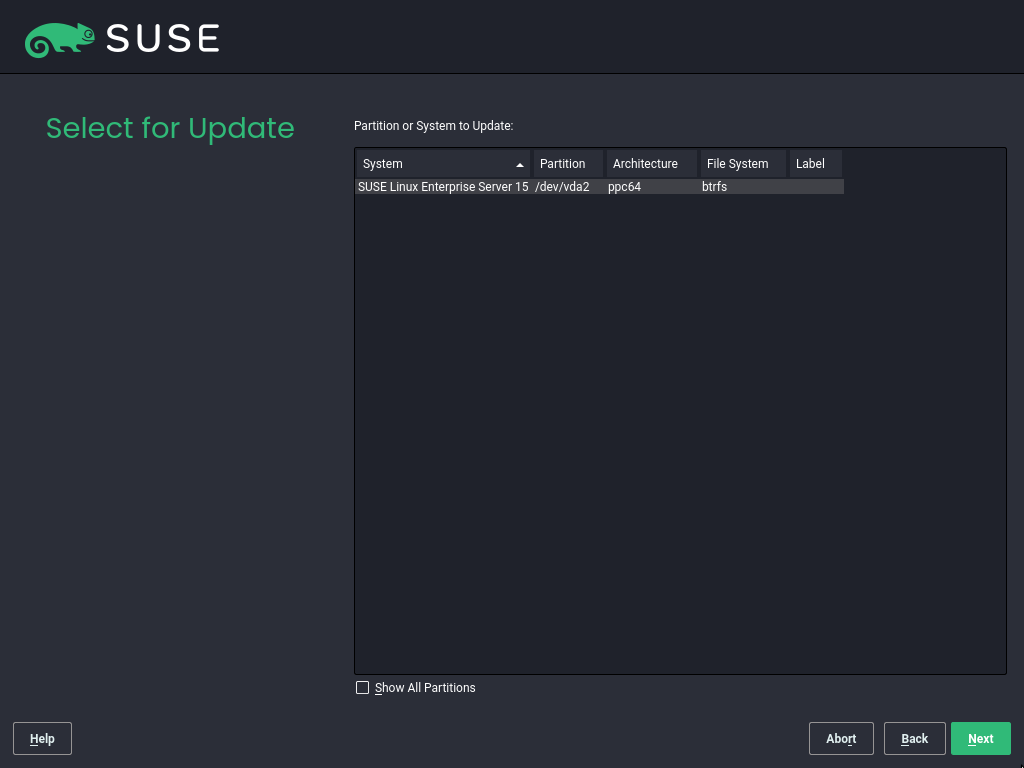 SUSE
Select for Update
Partition or System to Update:
System Partition Architecture File System Label
SUSE Linux Enterprise Server 15 /dev/vda2 ppc64 btrfs
Show All Partitions
Help Abort Back Next